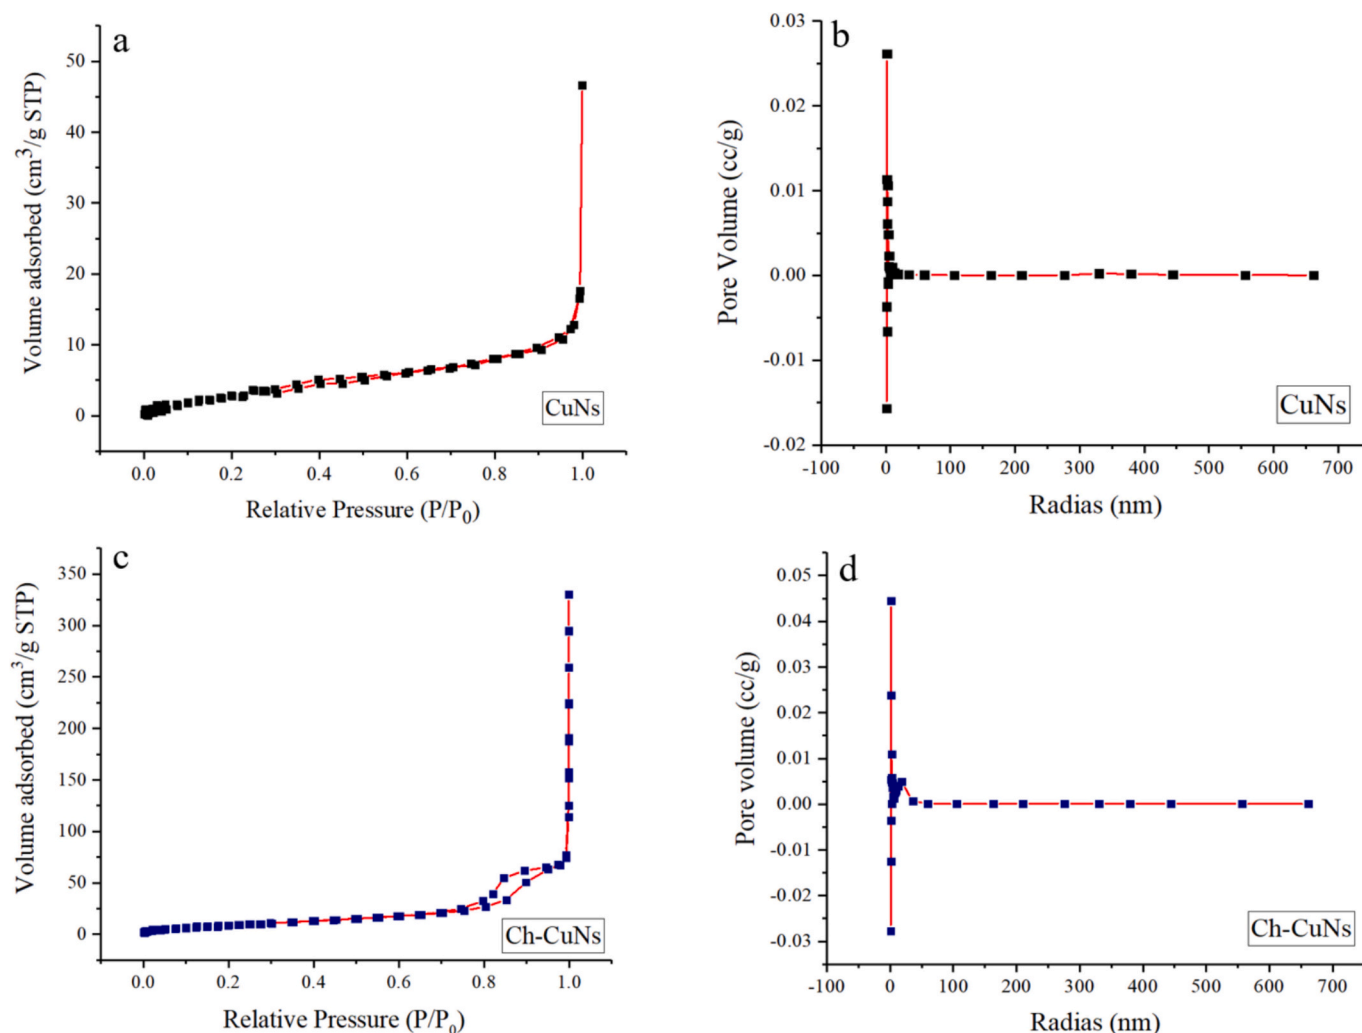 a
50
40
30
20
10
0
Volume adsorbed (cm³/g STP)
CuNs
0.0 0.2 0.4 0.6 0.8 1.0
Relative Pressure (P/P₀)
b
0.03
0.02
0.01
0.00
-0.01
-0.02
Pore Volume (cc/g)
CuNs
-100 0 100 200 300 400 500 600 700
Radias (nm)
c
350
300
250
200
150
100
50
0
Volume adsorbed (cm³/g STP)
Ch-CuNs
0.0 0.2 0.4 0.6 0.8 1.0
Relative Pressure (P/P₀)
d
0.05
0.04
0.03
0.02
0.01
0.00
-0.01
-0.02
-0.03
Pore volume (cc/g)
Ch-CuNs
-100 0 100 200 300 400 500 600 700
Radias (nm)